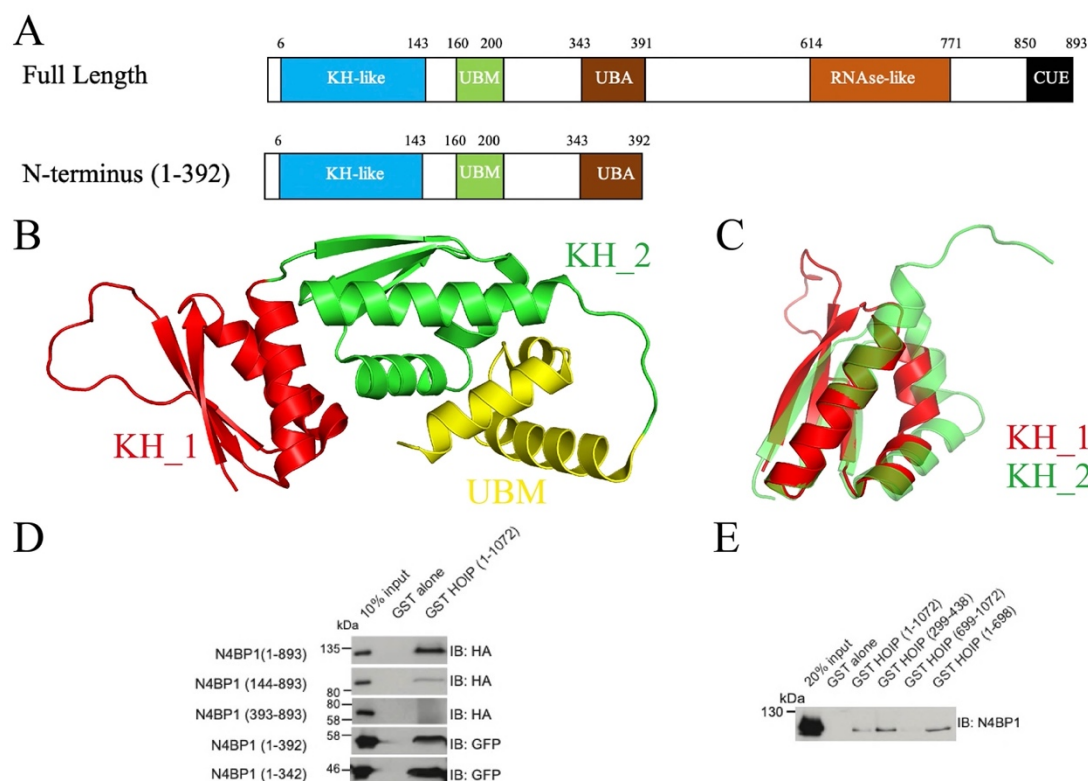 A
6 143 160 200 343 391 614 771 850 893
Full Length KH-like UBM UBA RNAse-like CUE
6 143 160 200 343 392
N-terminus (1-392) KH-like UBM UBA
B
KH_2
KH_1
UBM
C
KH_1
KH_2
D
10% input
GST alone
GST HOIP (1-1072)
kDa
N4BP1(1-893) 135 IB: HA
N4BP1 (144-893) 80 IB: HA
N4BP1 (393-893) 80 58 IB: HA
N4BP1 (1-392) 58 IB: GFP
N4BP1 (1-342) 46 IB: GFP
E
20% input
GST alone
GST HOIP (1-1072)
GST HOIP (299-438)
GST HOIP (699-1072)
GST HOIP (1-698)
kDa
130 IB: N4BP1